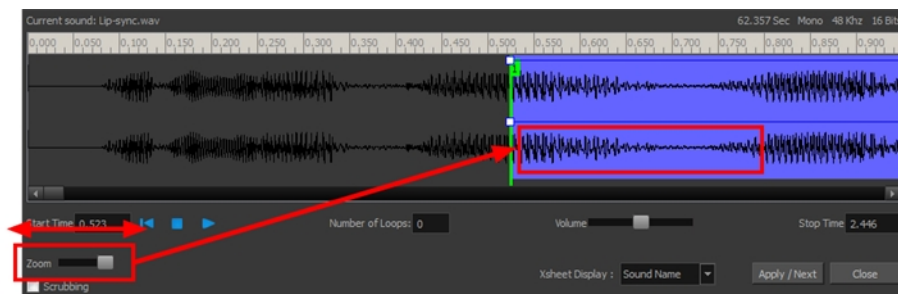 Current sound: Lip-sync.wav 62.357 Sec Mono 48 Khz 16 Bits
0.000 0.050 0.100 0.150 0.200 0.250 0.300 0.350 0.400 0.450 0.500 0.550 0.600 0.650 0.700 0.750 0.800 0.850 0.900
Start Time 0.523 Number of Loops: 0 Volume Stop Time 2.446
Zoom
Xsheet Display : Sound Name Apply / Next Close
Scrubbing